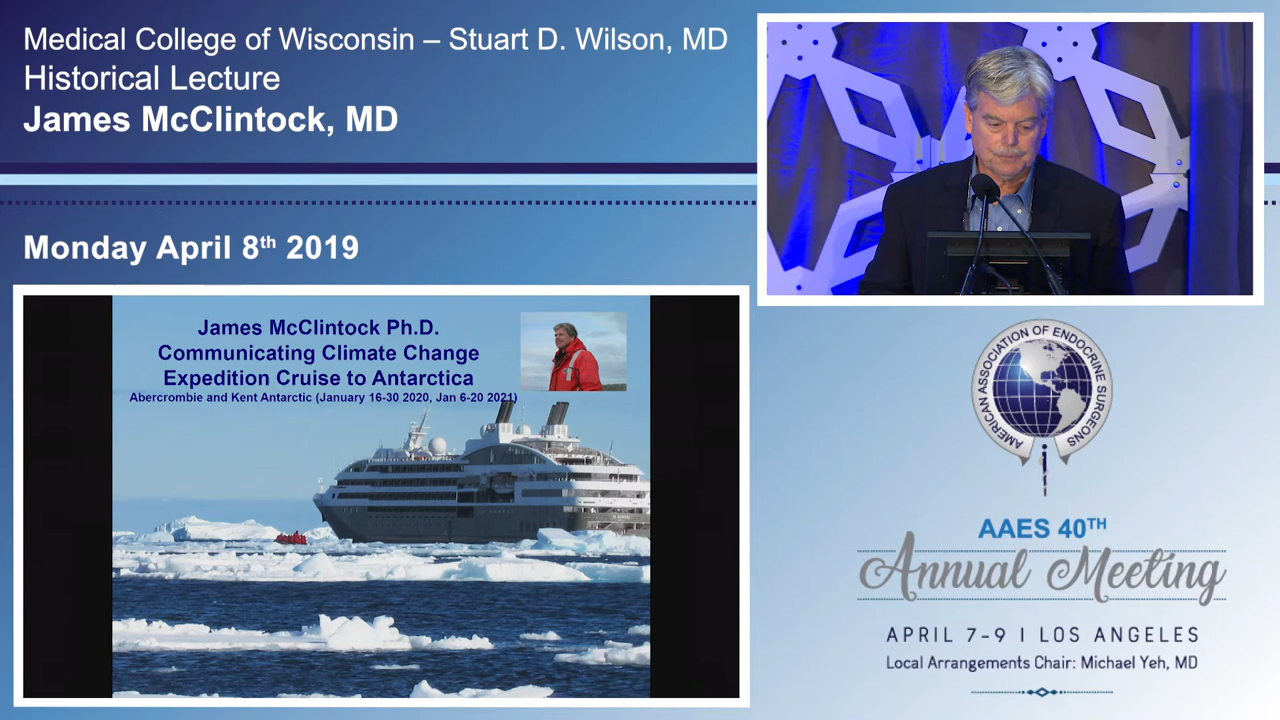 Medical College of Wisconsin – Stuart D. Wilson, MD
Historical Lecture
James McClintock, MD
Monday April 8th 2019
James McClintock Ph.D.
Communicating Climate Change
Expedition Cruise to Antarctica
Abercrombie and Kent Antarctic (January 16-30 2020, Jan 6-20 2021)
AMERICAN ASSOCIATION OF ENDOCRINE SURGEONS
AAES 40TH
Annual Meeting
APRIL 7-9 I LOS ANGELES
Local Arrangements Chair: Michael Yeh, MD